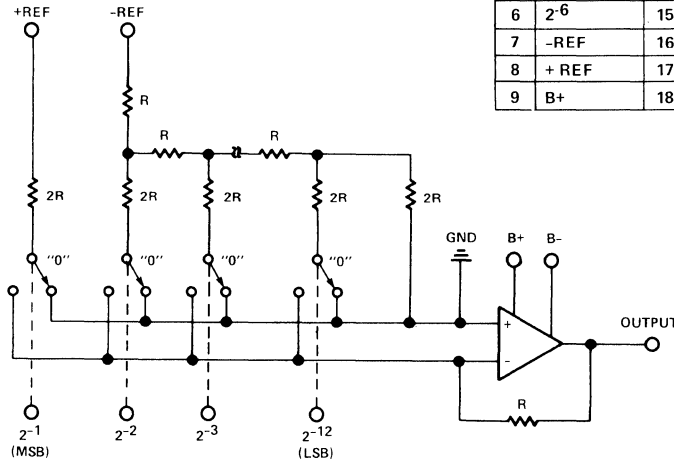 +REF -REF
6 2-6 15
7 -REF 16
8 + REF 17
9 B+ 18
R
R R
2R 2R 2R 2R 2R
"0" "0" "0" "0"
GND B+ B-
+
OUTPUT
-
R
2-1 2-2 2-3 2-12
(MSB) (LSB)